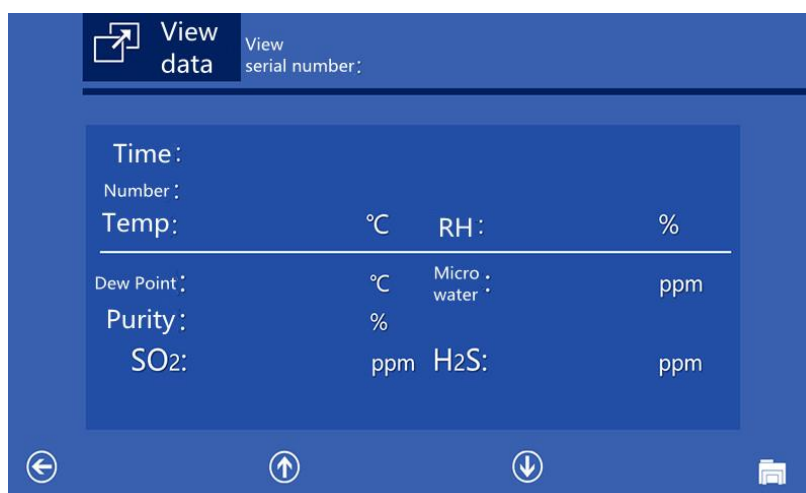 View data
View serial number:
Time:
Number:
Temp: ℃ RH: %
Dew Point: ℃ Micro water: ppm
Purity: %
SO2: ppm H2S: ppm